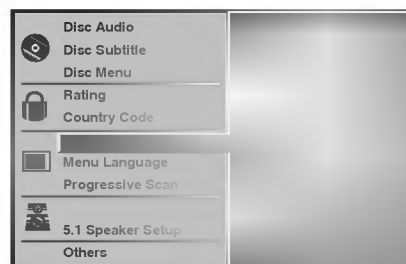 Disc Audio
Disc Subtitle
Disc Menu
Rating
Country Code
Menu Language
Progressive Scan
5.1 Speaker Setup
Others